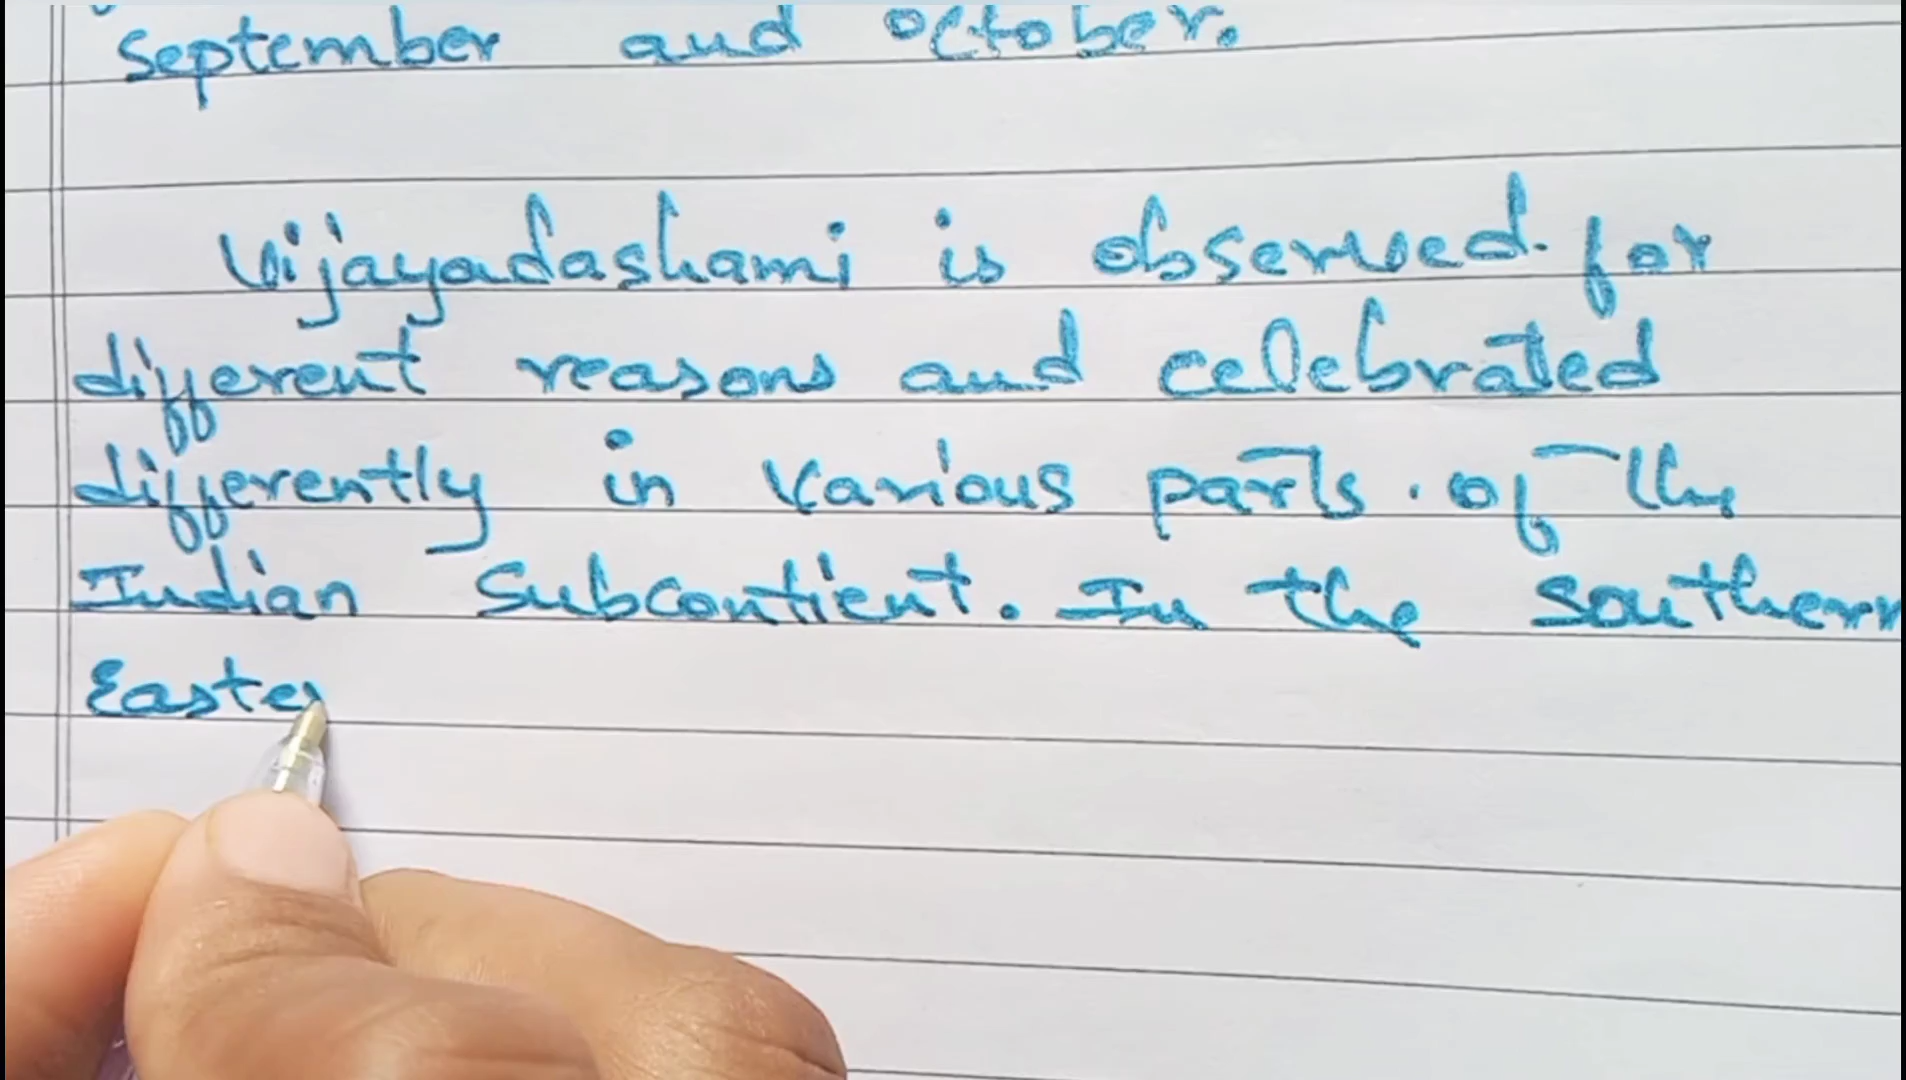 September and October.
Vijayadashami is observed for
different reasons and celebrated
differently in various parts of the
Indian Subcontient. In the Southern
Easter